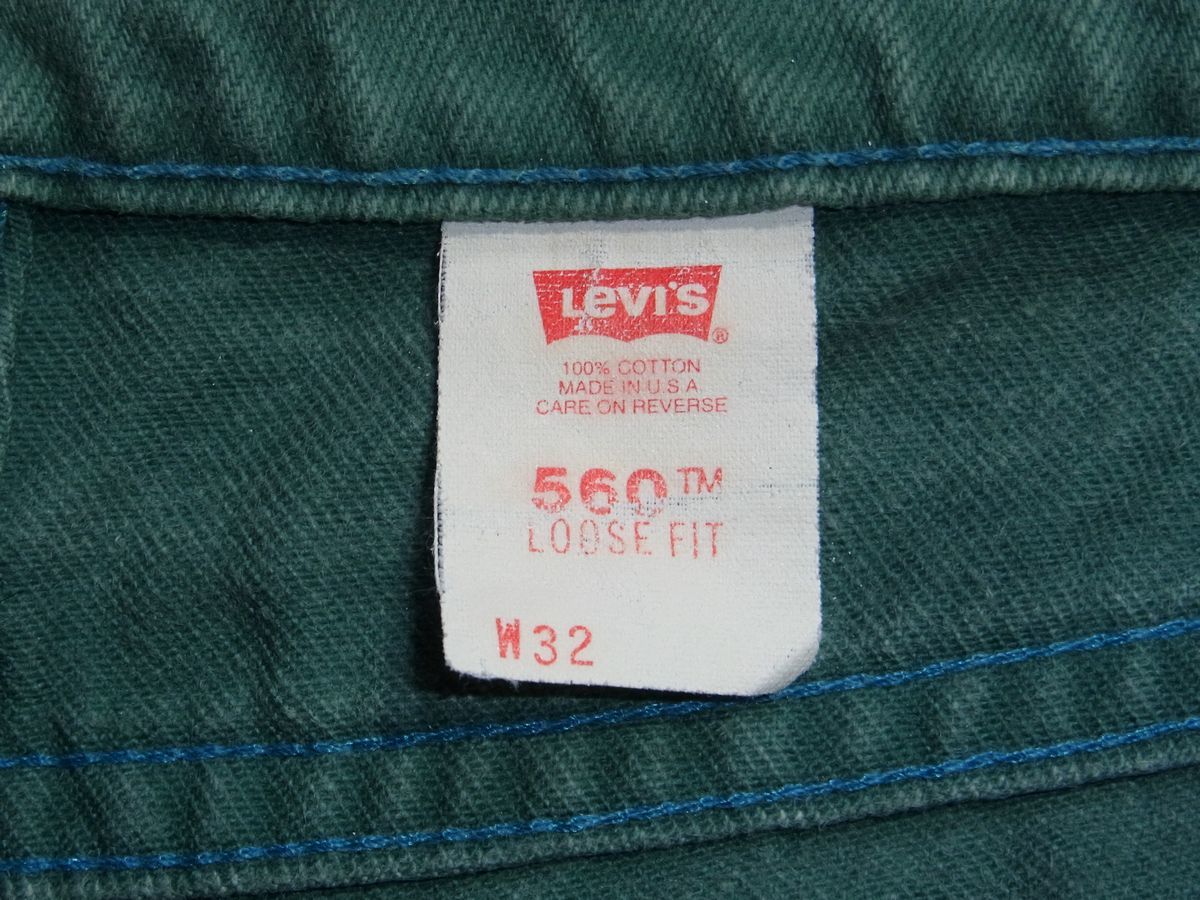 LEVI'S ®
100% COTTON
MADE IN U.S.A.
CARE ON REVERSE
560™
LOOSE FIT
W32